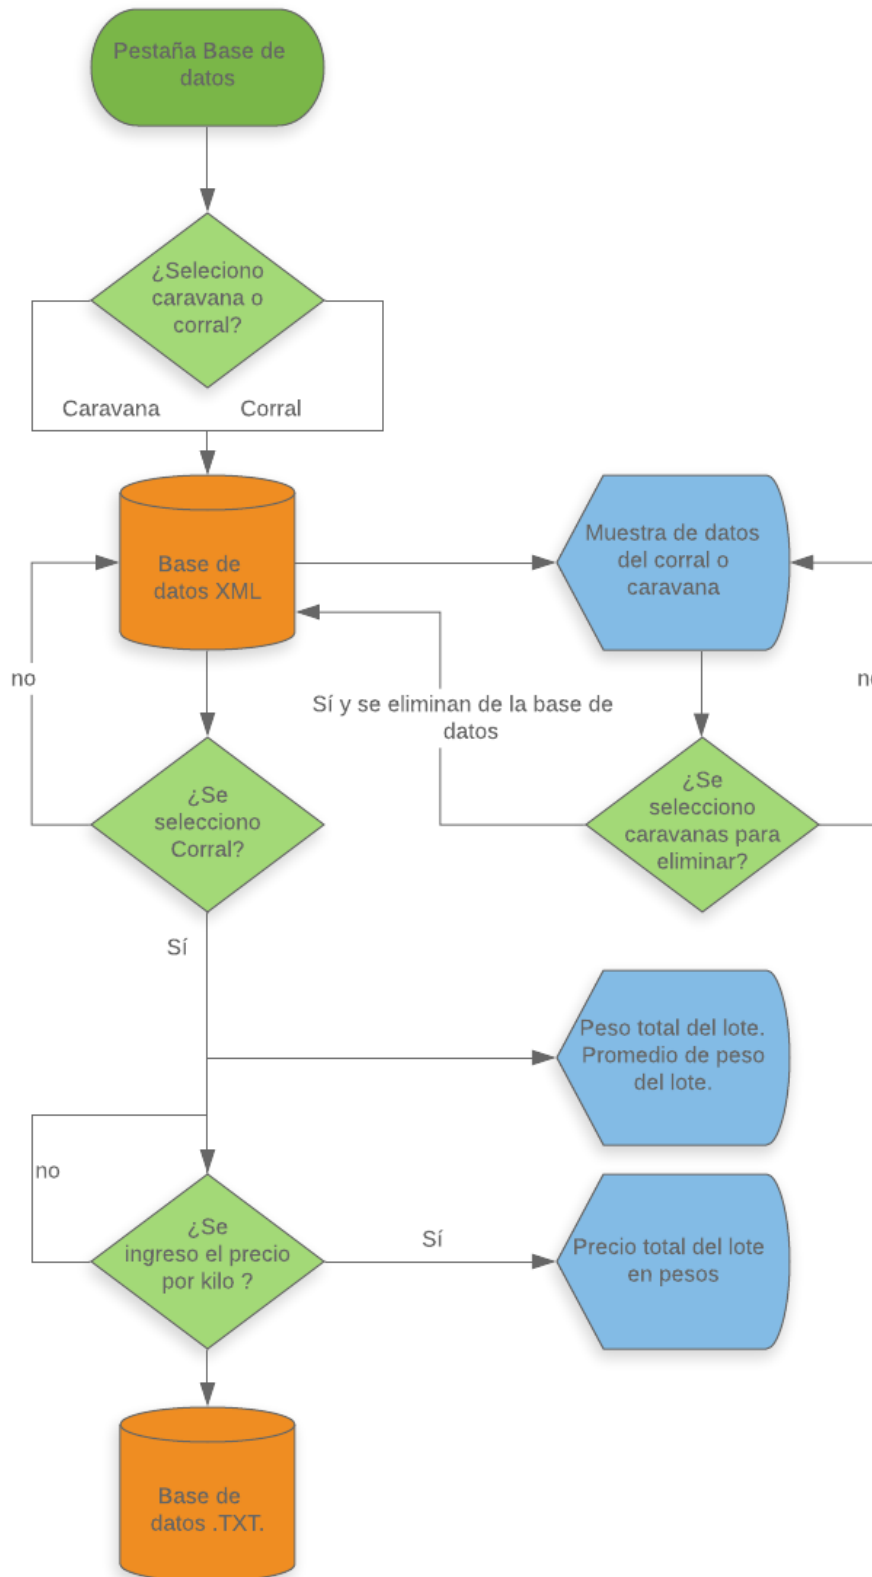 Pestaña Base de
datos
¿Seleciono
caravana o
corral?
Caravana
Corral
Base de
datos XML
Muestra de datos
del corral o
caravana
no
no
Sí y se eliminan de la base de
datos
¿Se
selecciono
Corral?
¿Se
selecciono
caravanas para
eliminar?
Sí
Peso total del lote.
Promedio de peso
del lote.
no
¿Se
ingreso el precio
por kilo ?
Sí
Precio total del lote
en pesos
Base de
datos .TXT.